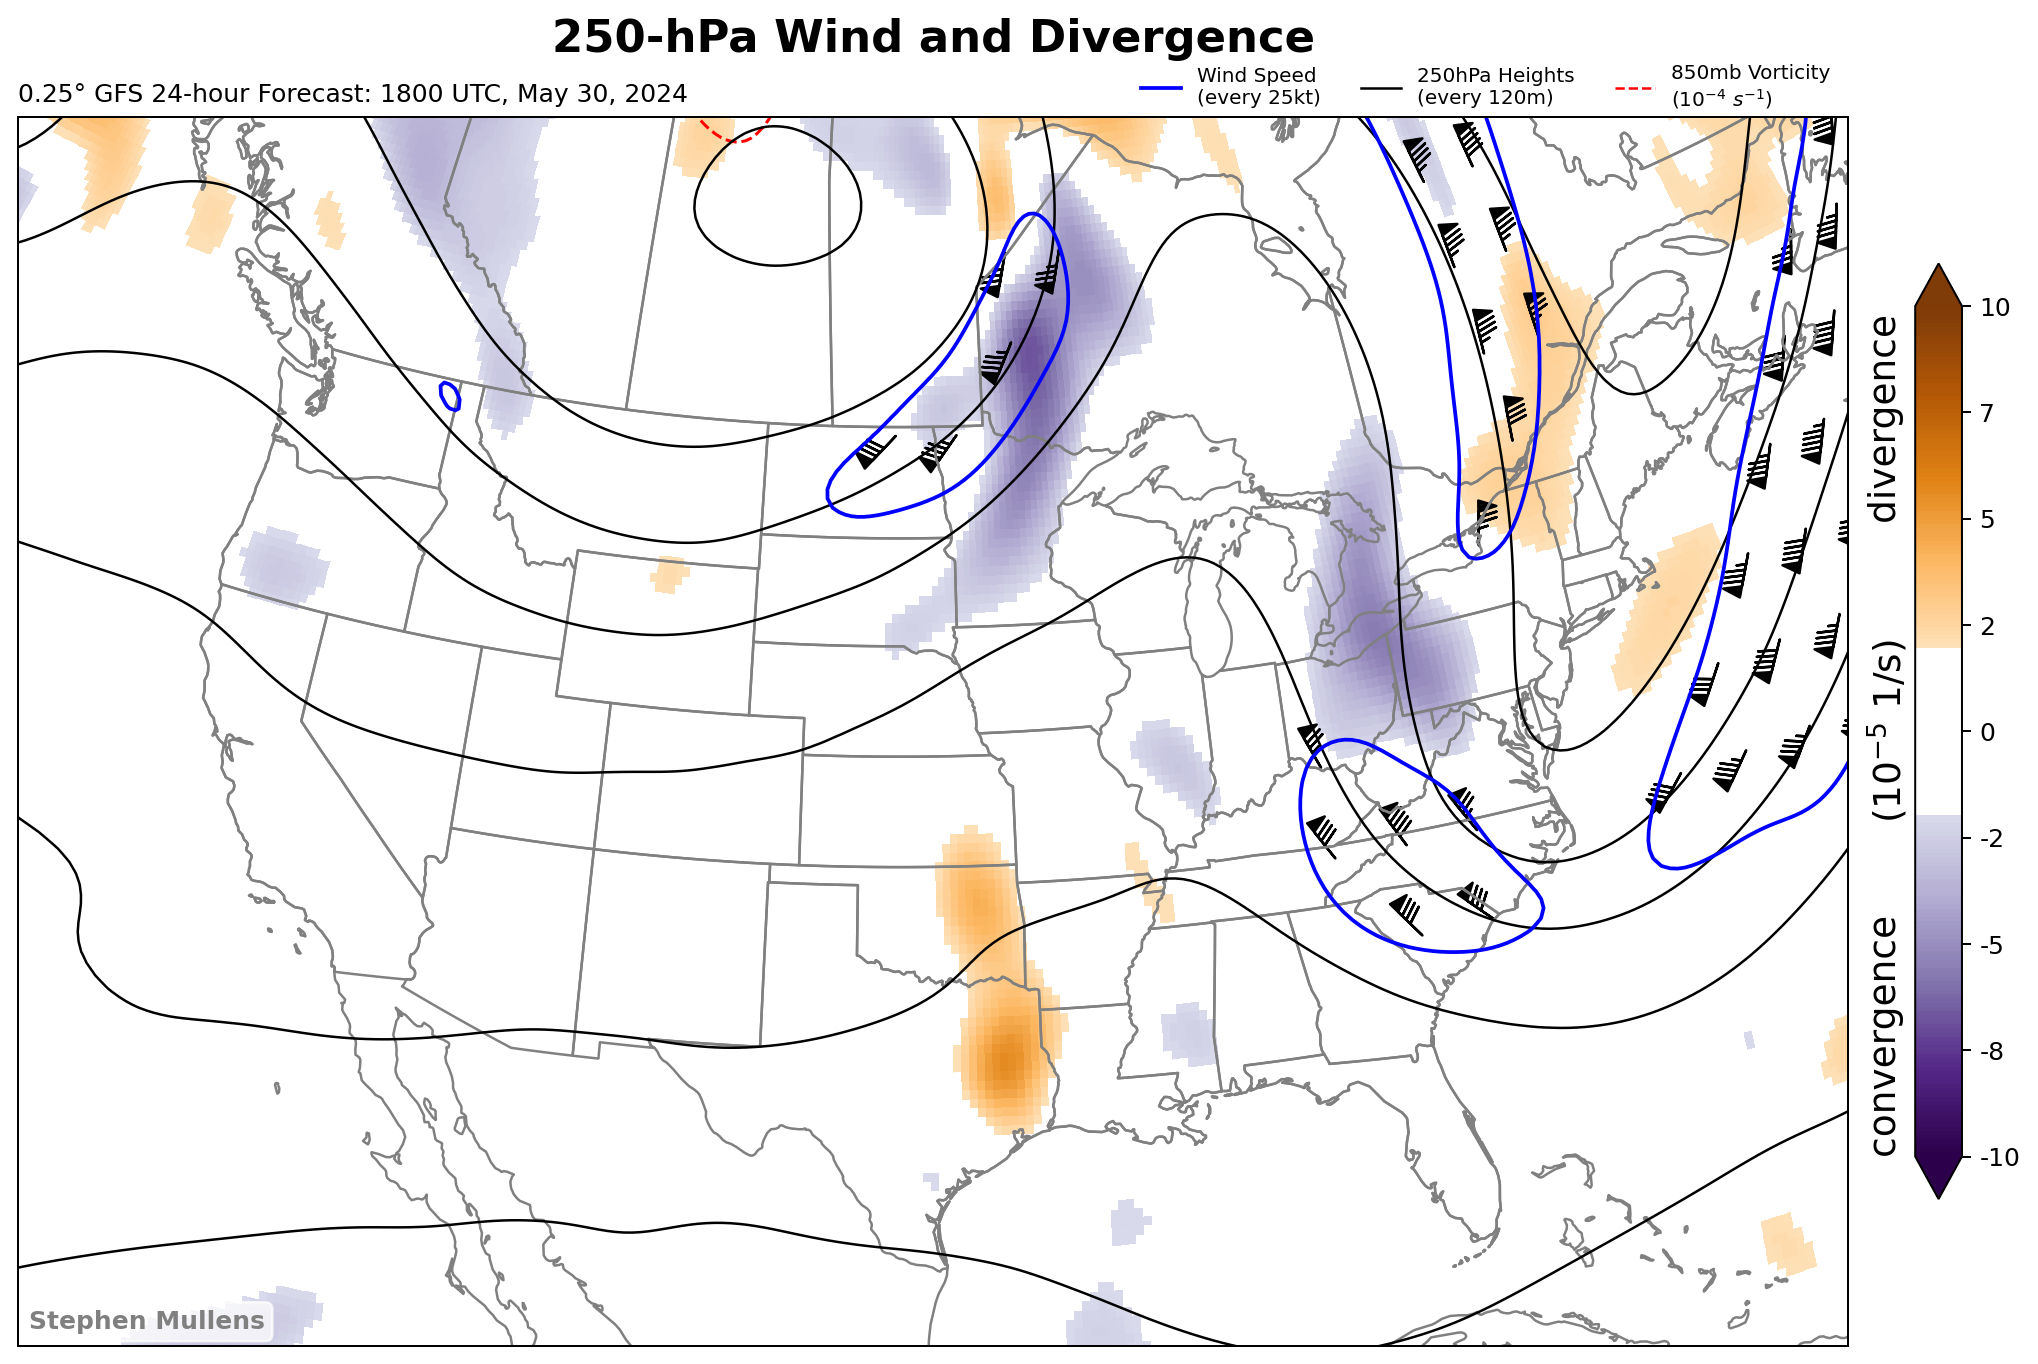 250-hPa Wind and Divergence
0.25° GFS 24-hour Forecast: 1800 UTC, May 30, 2024
Wind Speed
(every 25kt)
250hPa Heights
(every 120m)
850mb Vorticity
(10⁻⁴ s⁻¹)
10
7
5
2
0
-2
-5
-8
-10
convergence (10⁻⁵ 1/s) divergence
Stephen Mullens